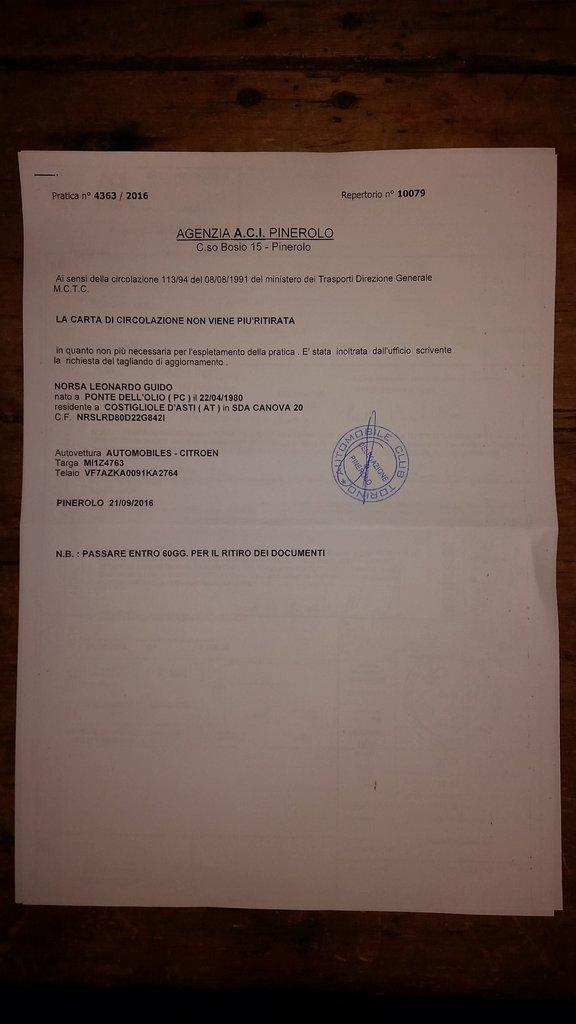 Pratica n° 4363 / 2016 Repertorio n° 10079
AGENZIA A.C.I. PINEROLO
C.so Bosio 15 - Pinerolo
Ai sensi della circolazione 113/94 del 08/08/1991 del ministero dei Trasporti Direzione Generale
M.C.T.C.
LA CARTA DI CIRCOLAZIONE NON VIENE PIU'RITIRATA
in quanto non più necessaria per l'espletamento della pratica . E' stata inoltrata dall'ufficio scrivente
la richiesta del tagliando di aggiornamento .
NORSA LEONARDO GUIDO
nato a PONTE DELL'OLIO ( PC ) il 22/04/1980
residente a COSTIGLIOLE D'ASTI ( AT ) in SDA CANOVA 20
C.F. NRSLRD80D22G842I
Autovettura AUTOMOBILES - CITROEN
Targa MI1Z4763
Telaio VF7AZKA0091KA2764
PINEROLO 21/09/2016
AUTOMOBILE CLUB TORINO
DELEGAZIONE
PINEROLO
N.B. : PASSARE ENTRO 60GG. PER IL RITIRO DEI DOCUMENTI